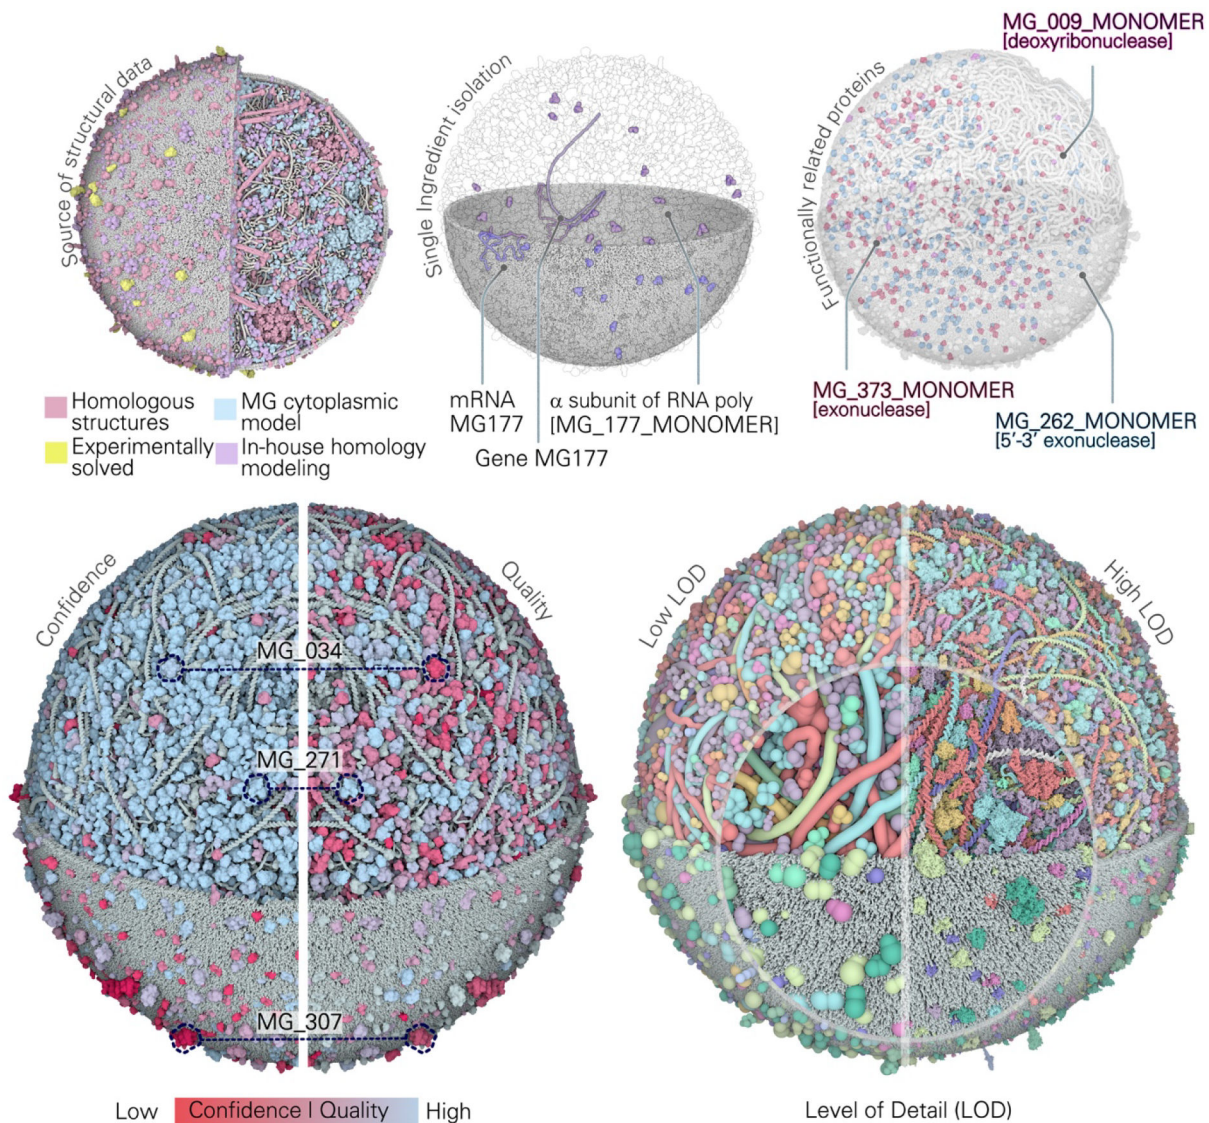 Source of structural data
Single Ingredient isolation
Functionally related proteins
MG_009_MONOMER
[deoxyribonuclease]
Homologous
structures
MG cytoplasmic
model
Experimentally
solved
In-house homology
modeling
mRNA
MG177
Gene MG177
α subunit of RNA poly
[MG_177_MONOMER]
MG_373_MONOMER
[exonuclease]
MG_262_MONOMER
[5′-3′ exonuclease]
Confidence
Quality
MG_034
MG_271
MG_307
Low
Confidence | Quality
High
Low LOD
High LOD
Level of Detail (LOD)